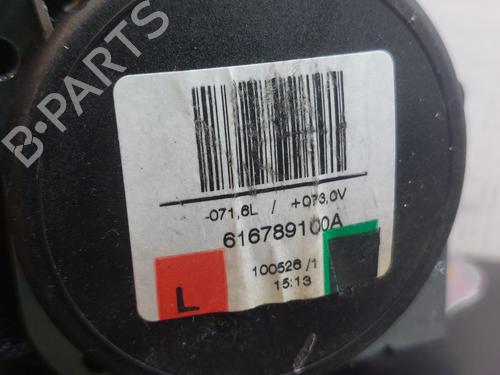 B-PARTS
-071,6L / +073,0V
616789100A
100526 /1
15:13
L